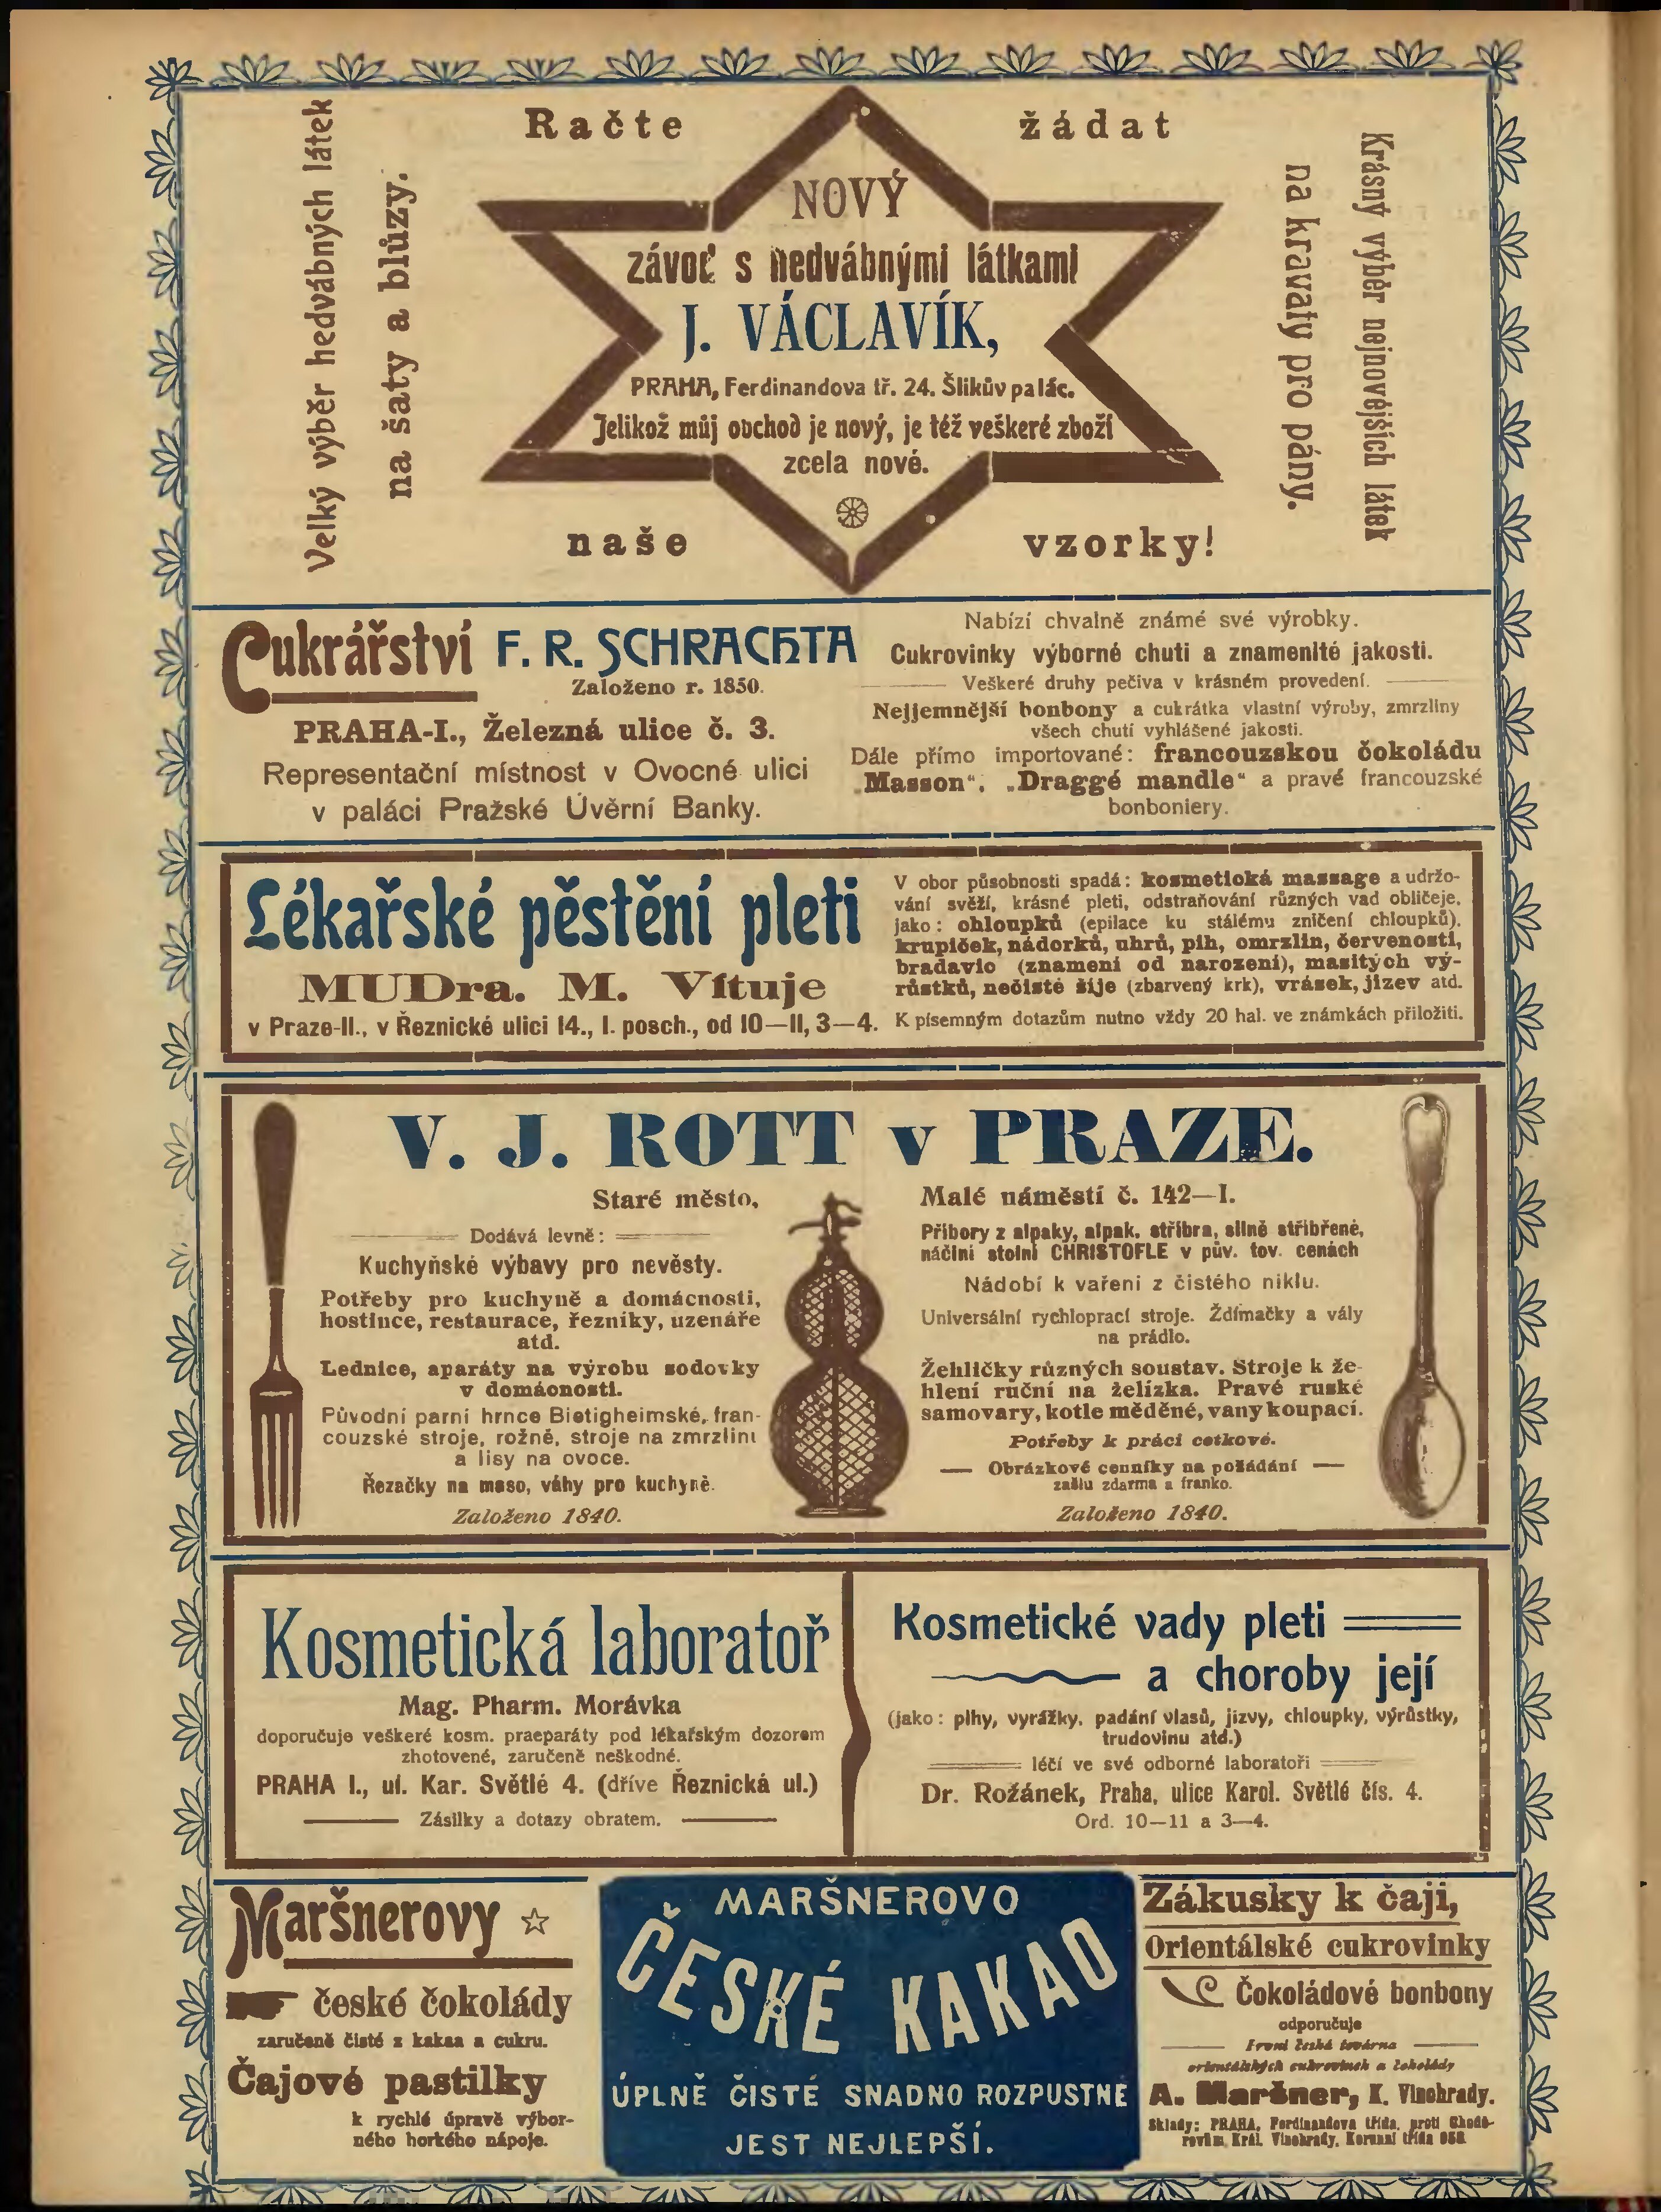 Račte žádat
Velký výběr hedvábných látek
na šaty a blůzy.
NOVÝ
závod s hedvábnými látkami
J. VÁCLAVÍK,
PRAHA, Ferdinandova tř. 24. Šlikův palác.
Jelikož můj obchod je nový, je též veškeré zboží
zcela nové.
Krásný výběr nejnovějších látek
na kravaty pro pány.
naše vzorky!
Cukrářství F. R. SCHRACHTA
Založeno r. 1850.
PRAHA-I., Železná ulice č. 3.
Representační místnost v Ovocné ulici
v paláci Pražské Úvěrní Banky.
Nabízí chvalně známé své výrobky.
Cukrovinky výborné chuti a znamenité jakosti.
Veškeré druhy pečiva v krásném provedení.
Nejjemnější bonbony a cukrátka vlastní výroby, zmrzliny
všech chutí vyhlášené jakosti.
Dále přímo importované: francouzskou čokoládu
„Masson“, „Draggé mandle“ a pravé francouzské
bonboniery.
Lékařské pěstění pleti
MUDra. M. Vítuje
v Praze-II., v Řeznické ulici 14., I. posch., od 10—11, 3—4.
V obor působnosti spadá: kosmetická massage a udržo-
vání svěží, krásné pleti, odstraňování různých vad obličeje,
jako: chloupků (epilace ku stálému zničení chloupků),
krupiček, nádorků, uhrů, pih, omrzlin, červenosti,
bradavic (znamení od narození), masitých vý-
růstků, nečisté šije (zbarvený krk), vrásek, jizev atd.
K písemným dotazům nutno vždy 20 hal. ve známkách přiložiti.
V. J. ROTT v PRAZE.
Staré město,
Dodává levně:
Kuchyňské výbavy pro nevěsty.
Potřeby pro kuchyně a domácnosti,
hostince, restaurace, řezníky, uzenáře
atd.
Lednice, aparáty na výrobu sodovky
v domácnosti.
Původní parní hrnce Bietigheimské, fran-
couzské stroje, rožně, stroje na zmrzlinu
a lisy na ovoce.
Řezačky na maso, váhy pro kuchyně.
Založeno 1840.
Malé náměstí č. 142—I.
Příbory z alpaky, alpak. stříbra, silně stříbřené,
náčiní stolní CHRISTOFLE v pův. tov. cenách
Nádobí k vaření z čistého niklu.
Universální rychloprací stroje. Ždímačky a vály
na prádlo.
Žehličky různých soustav. Stroje k že-
hlení ruční na želízka. Pravé ruské
samovary, kotle měděné, vany koupací.
Potřeby k práci cetkové.
Obrázkové cenníky na požádání
zašlu zdarma a franko.
Založeno 1840.
Kosmetická laboratoř
Mag. Pharm. Morávka
doporučuje veškeré kosm. praeparáty pod lékařským dozorem
zhotovené, zaručeně neškodné.
PRAHA I., ul. Kar. Světlé 4. (dříve Řeznická ul.)
Zásilky a dotazy obratem.
Kosmetické vady pleti
a choroby její
(jako: pihy, vyrážky, padání vlasů, jizvy, chloupky, výrůstky,
trudovinu atd.)
léčí ve své odborné laboratoři
Dr. Rožánek, Praha, ulice Karol. Světlé čís. 4.
Ord. 10—11 a 3—4.
Maršnerovy
české čokolády
zaručeně čisté z kakaa a cukru.
Čajové pastilky
k rychlé úpravě výbor-
ného horkého nápoje.
MARŠNEROVO
ČESKÉ KAKAO
ÚPLNĚ ČISTÉ SNADNO ROZPUSTNÉ
JEST NEJLEPŠÍ.
Zákusky k čaji,
Orientálské cukrovinky
Čokoládové bonbony
odporučuje
První česká továrna
orientálských cukrovinek a čokolády
A. Maršner, K. Vinohrady.
Sklady: PRAHA, Ferdinandova třída, proti Chodě-
rovům, Král. Vinohrady, Korunní třída 958